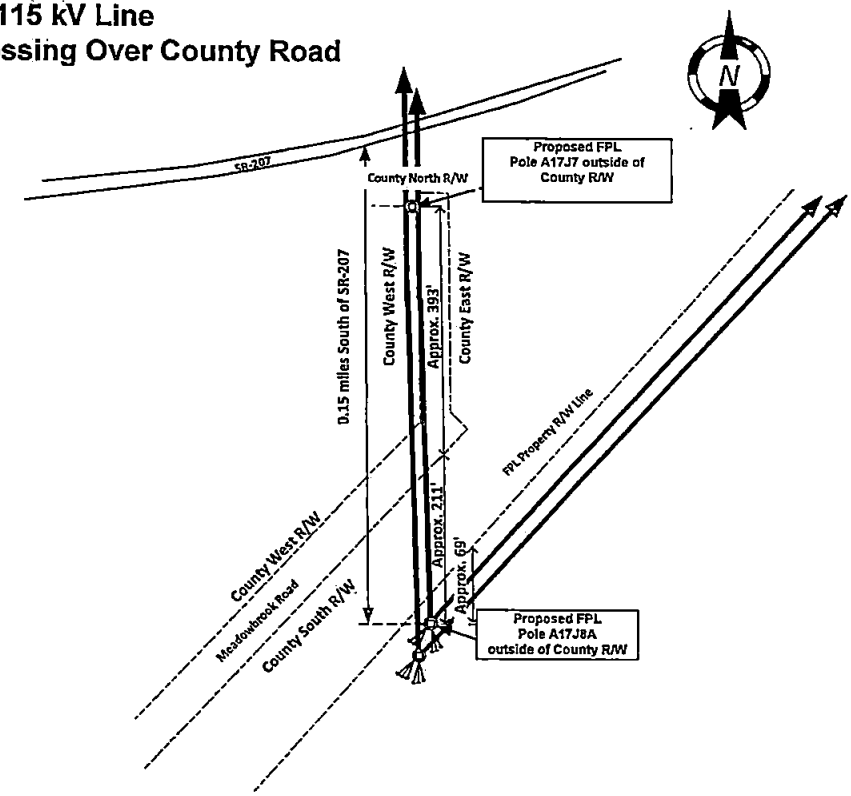 115 kV Line
ssing Over County Road
N
SR-207
County North R/W
Proposed FPL
Pole A17J7 outside of
County R/W
0.15 miles South of SR-207
County West R/W
Approx. 393'
County East R/W
FPL Property R/W Line
County West R/W
Meadowbrook Road
County South R/W
Approx. 211'
Approx. 69'
Proposed FPL
Pole A17J8A
outside of County R/W